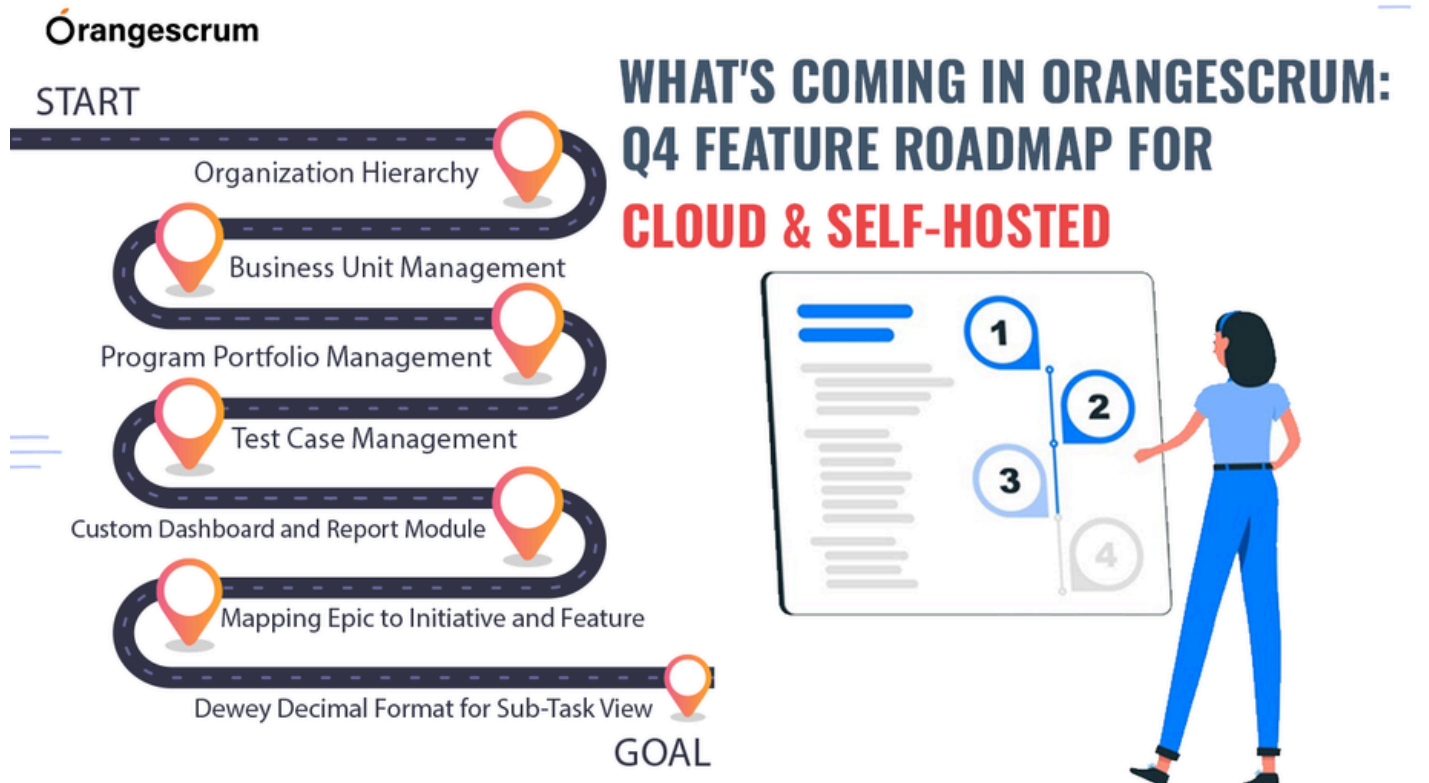 Orangescrum
START
WHAT'S COMING IN ORANGESCRUM:
Q4 FEATURE ROADMAP FOR
CLOUD & SELF-HOSTED
Organization Hierarchy
Business Unit Management
Program Portfolio Management
Test Case Management
Custom Dashboard and Report Module
Mapping Epic to Initiative and Feature
Dewey Decimal Format for Sub-Task View
GOAL
1
2
3
4